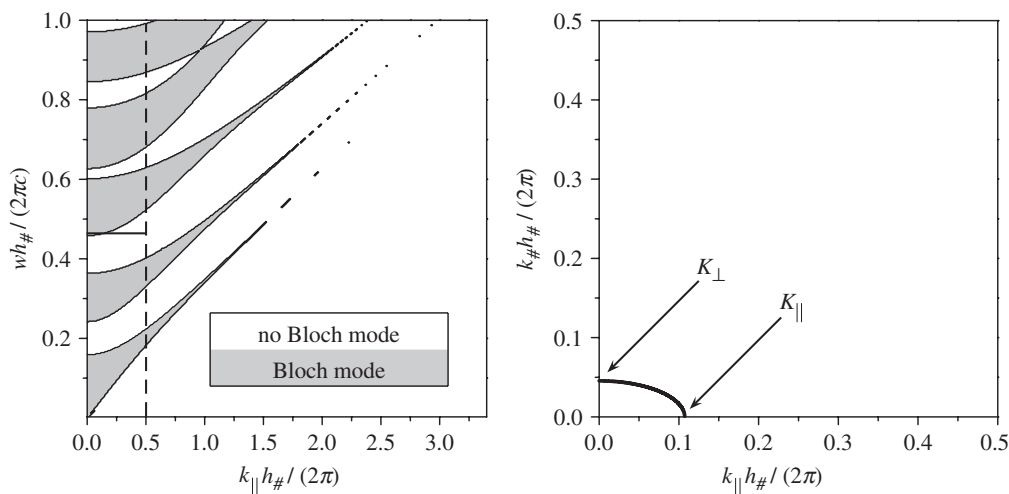 1.0
0.8
0.6
0.4
0.2
wh# / (2πc)
no Bloch mode
Bloch mode
0.0 0.5 1.0 1.5 2.0 2.5 3.0
k|| h# / (2π)
0.5
0.4
0.3
0.2
0.1
0.0
k# h# / (2π)
K⊥
K||
0.0 0.1 0.2 0.3 0.4 0.5
k|| h# / (2π)